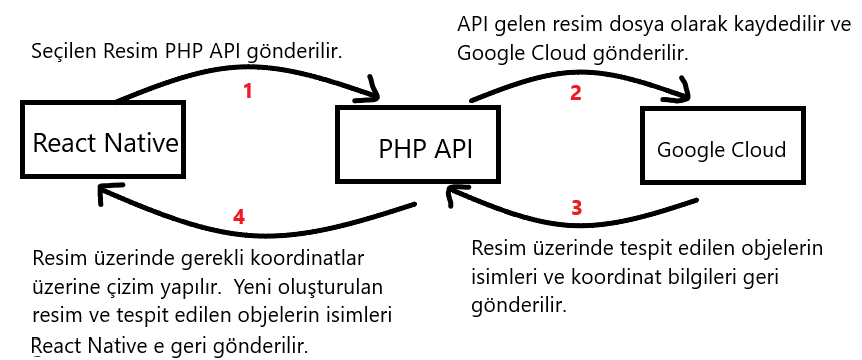 Seçilen Resim PHP API gönderilir.
API gelen resim dosya olarak kaydedilir ve
Google Cloud gönderilir.
1
2
React Native
PHP API
Google Cloud
4
3
Resim üzerinde gerekli koordinatlar
üzerine çizim yapılır. Yeni oluşturulan
resim ve tespit edilen objelerin isimleri
React Native e geri gönderilir.
Resim üzerinde tespit edilen objelerin
isimleri ve koordinat bilgileri geri
gönderilir.